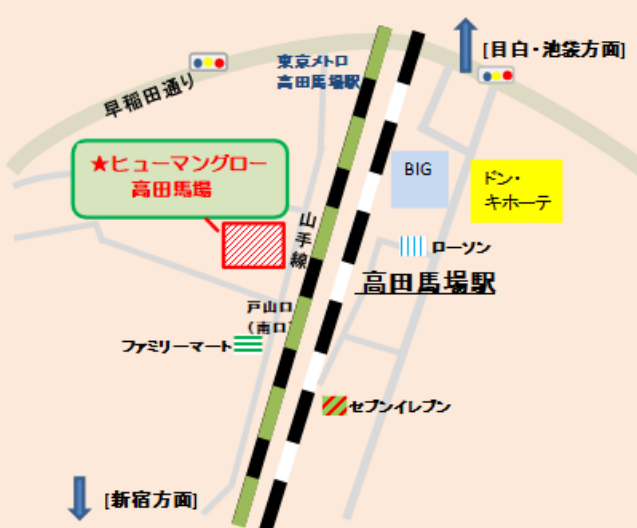 [目白・池袋方面]
東京メトロ
高田馬場駅
早稲田通り
★ヒューマングロー
高田馬場
BIG
ドン・
キホーテ
山手線
ローソン
高田馬場駅
戸山口
(南口)
ファミリーマート
セブンイレブン
[新宿方面]